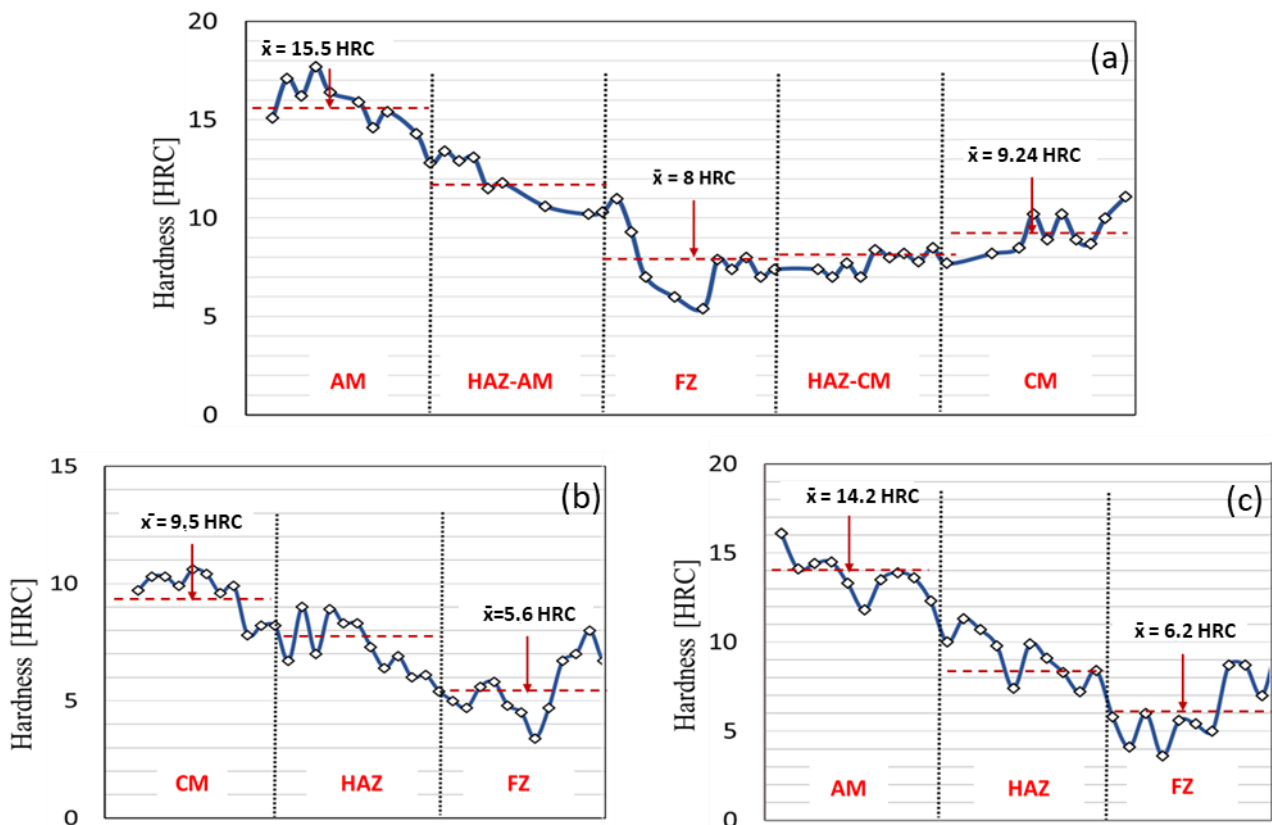 (a)
Hardness [HRC]
20
15
10
5
0
x̄ = 15.5 HRC
x̄ = 8 HRC
x̄ = 9.24 HRC
AM HAZ-AM FZ HAZ-CM CM
(b)
Hardness [HRC]
15
10
5
0
x̄ = 9.5 HRC
x̄=5.6 HRC
CM HAZ FZ
(c)
Hardness [HRC]
20
15
10
5
0
x̄ = 14.2 HRC
x̄ = 6.2 HRC
AM HAZ FZ